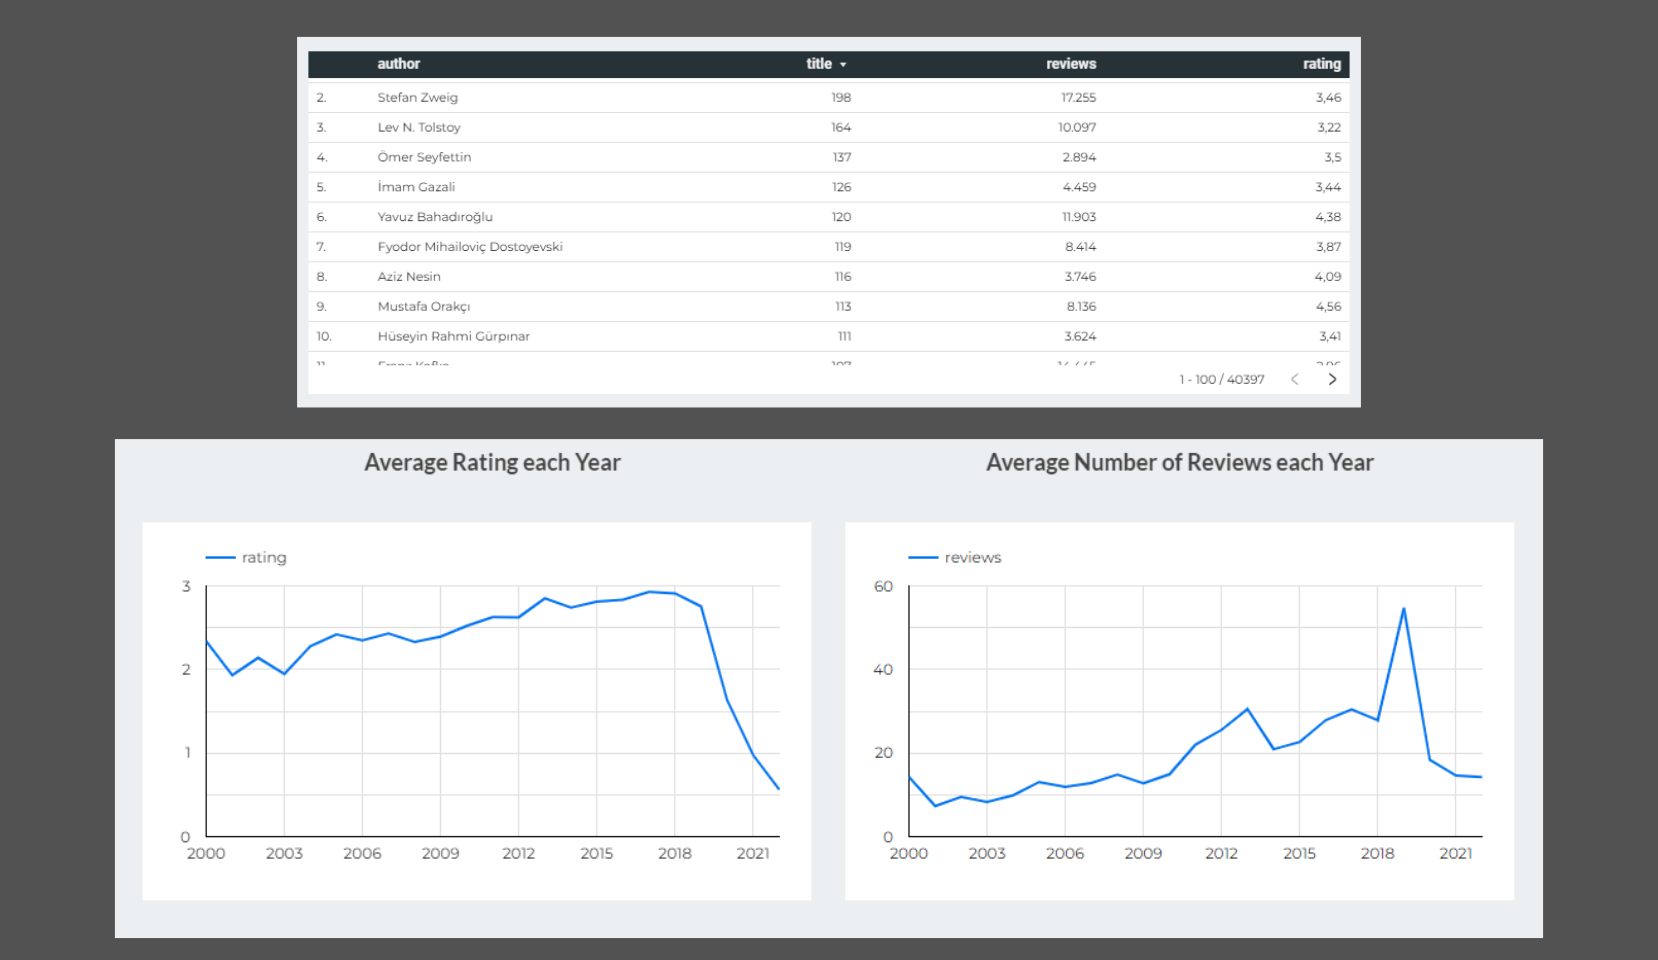 author title reviews rating
2. Stefan Zweig 198 17.255 3,46
3. Lev N. Tolstoy 164 10.097 3,22
4. Ömer Seyfettin 137 2.894 3,5
5. İmam Gazali 126 4.459 3,44
6. Yavuz Bahadıroğlu 120 11.903 4,38
7. Fyodor Mihailoviç Dostoyevski 119 8.414 3,87
8. Aziz Nesin 116 3.746 4,09
9. Mustafa Orakçı 113 8.136 4,56
10. Hüseyin Rahmi Gürpınar 111 3.624 3,41
1 - 100 / 40397
Average Rating each Year
rating
3
2
1
0
2000 2003 2006 2009 2012 2015 2018 2021
Average Number of Reviews each Year
reviews
60
40
20
0
2000 2003 2006 2009 2012 2015 2018 2021